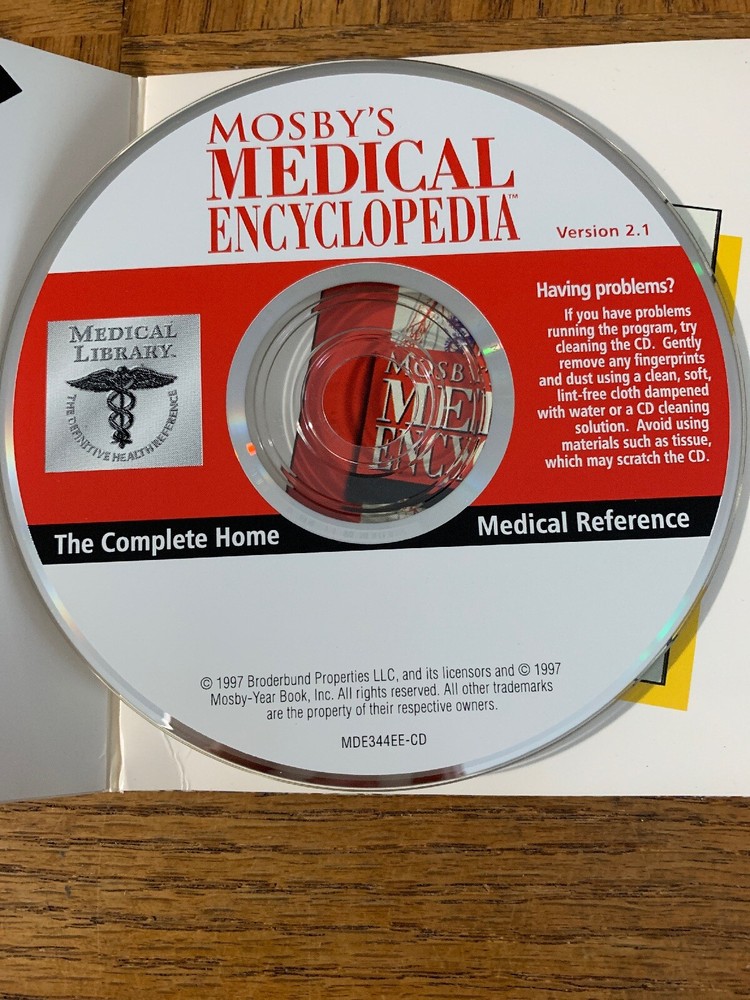 MOSBY'S
MEDICAL
ENCYCLOPEDIA™
Version 2.1
MEDICAL
LIBRARY™
THE DEFINITIVE HEALTH REFERENCE
Having problems?
If you have problems
running the program, try
cleaning the CD. Gently
remove any fingerprints
and dust using a clean, soft,
lint-free cloth dampened
with water or a CD cleaning
solution. Avoid using
materials such as tissue,
which may scratch the CD.
MOSBY'
MEI
ENCY
The Complete Home Medical Reference
© 1997 Broderbund Properties LLC, and its licensors and © 1997
Mosby-Year Book, Inc. All rights reserved. All other trademarks
are the property of their respective owners.
MDE344EE-CD